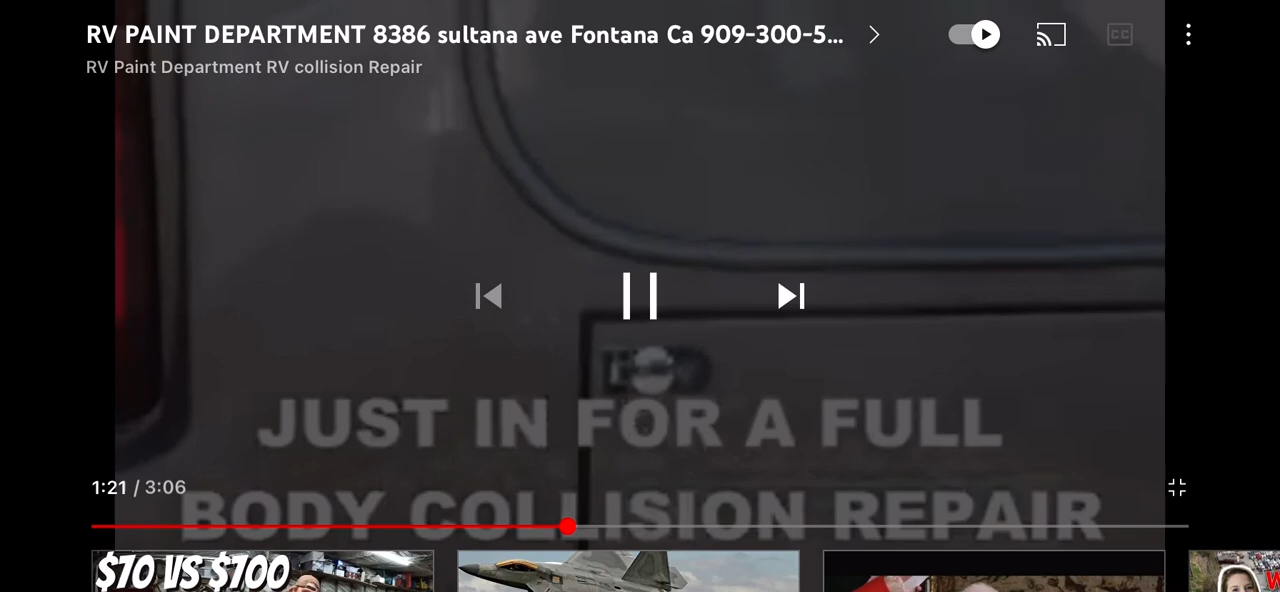 RV PAINT DEPARTMENT 8386 sultana ave Fontana Ca 909-300-5...
RV Paint Department RV collision Repair
CC
JUST IN FOR A FULL
1:21 / 3:06
BODY COLLISION REPAIR
$70 VS $700